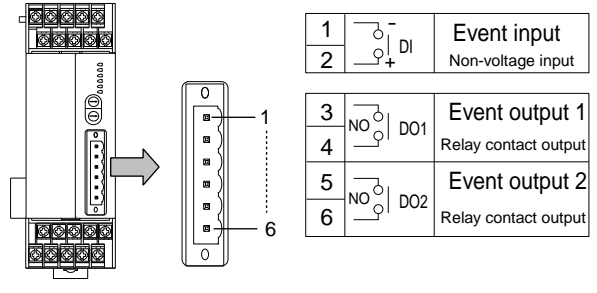 1
6
1 - DI Event input
2 + Non-voltage input
3 NO DO1 Event output 1
4 Relay contact output
5 NO DO2 Event output 2
6 Relay contact output